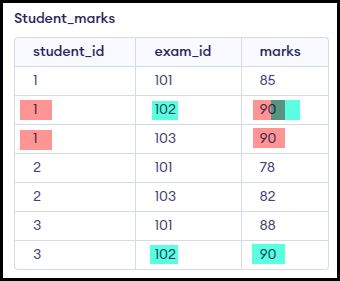 Student_marks
student_id exam_id marks
1 101 85
1 102 90
1 103 90
2 101 78
2 103 82
3 101 88
3 102 90